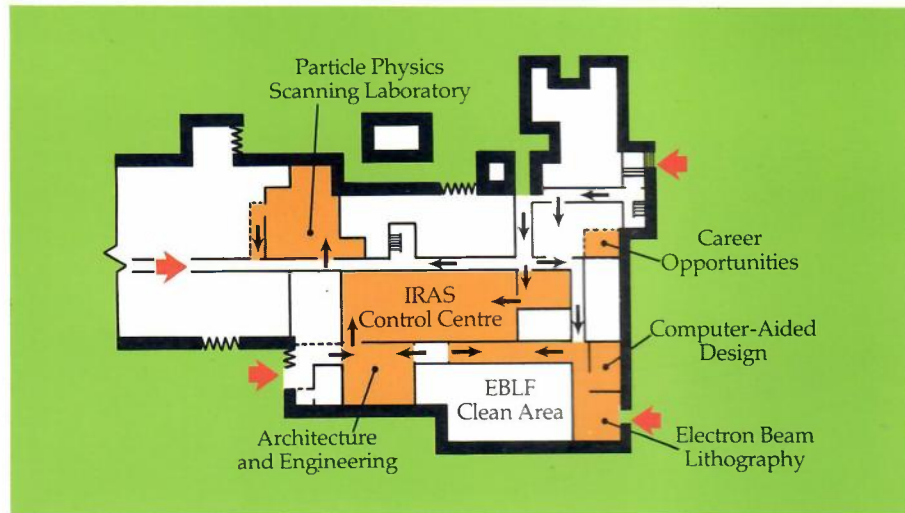 Particle Physics
Scanning Laboratory
Career
Opportunities
IRAS
Control Centre
Computer-Aided
Design
EBLF
Clean Area
Architecture
and Engineering
Electron Beam
Lithography